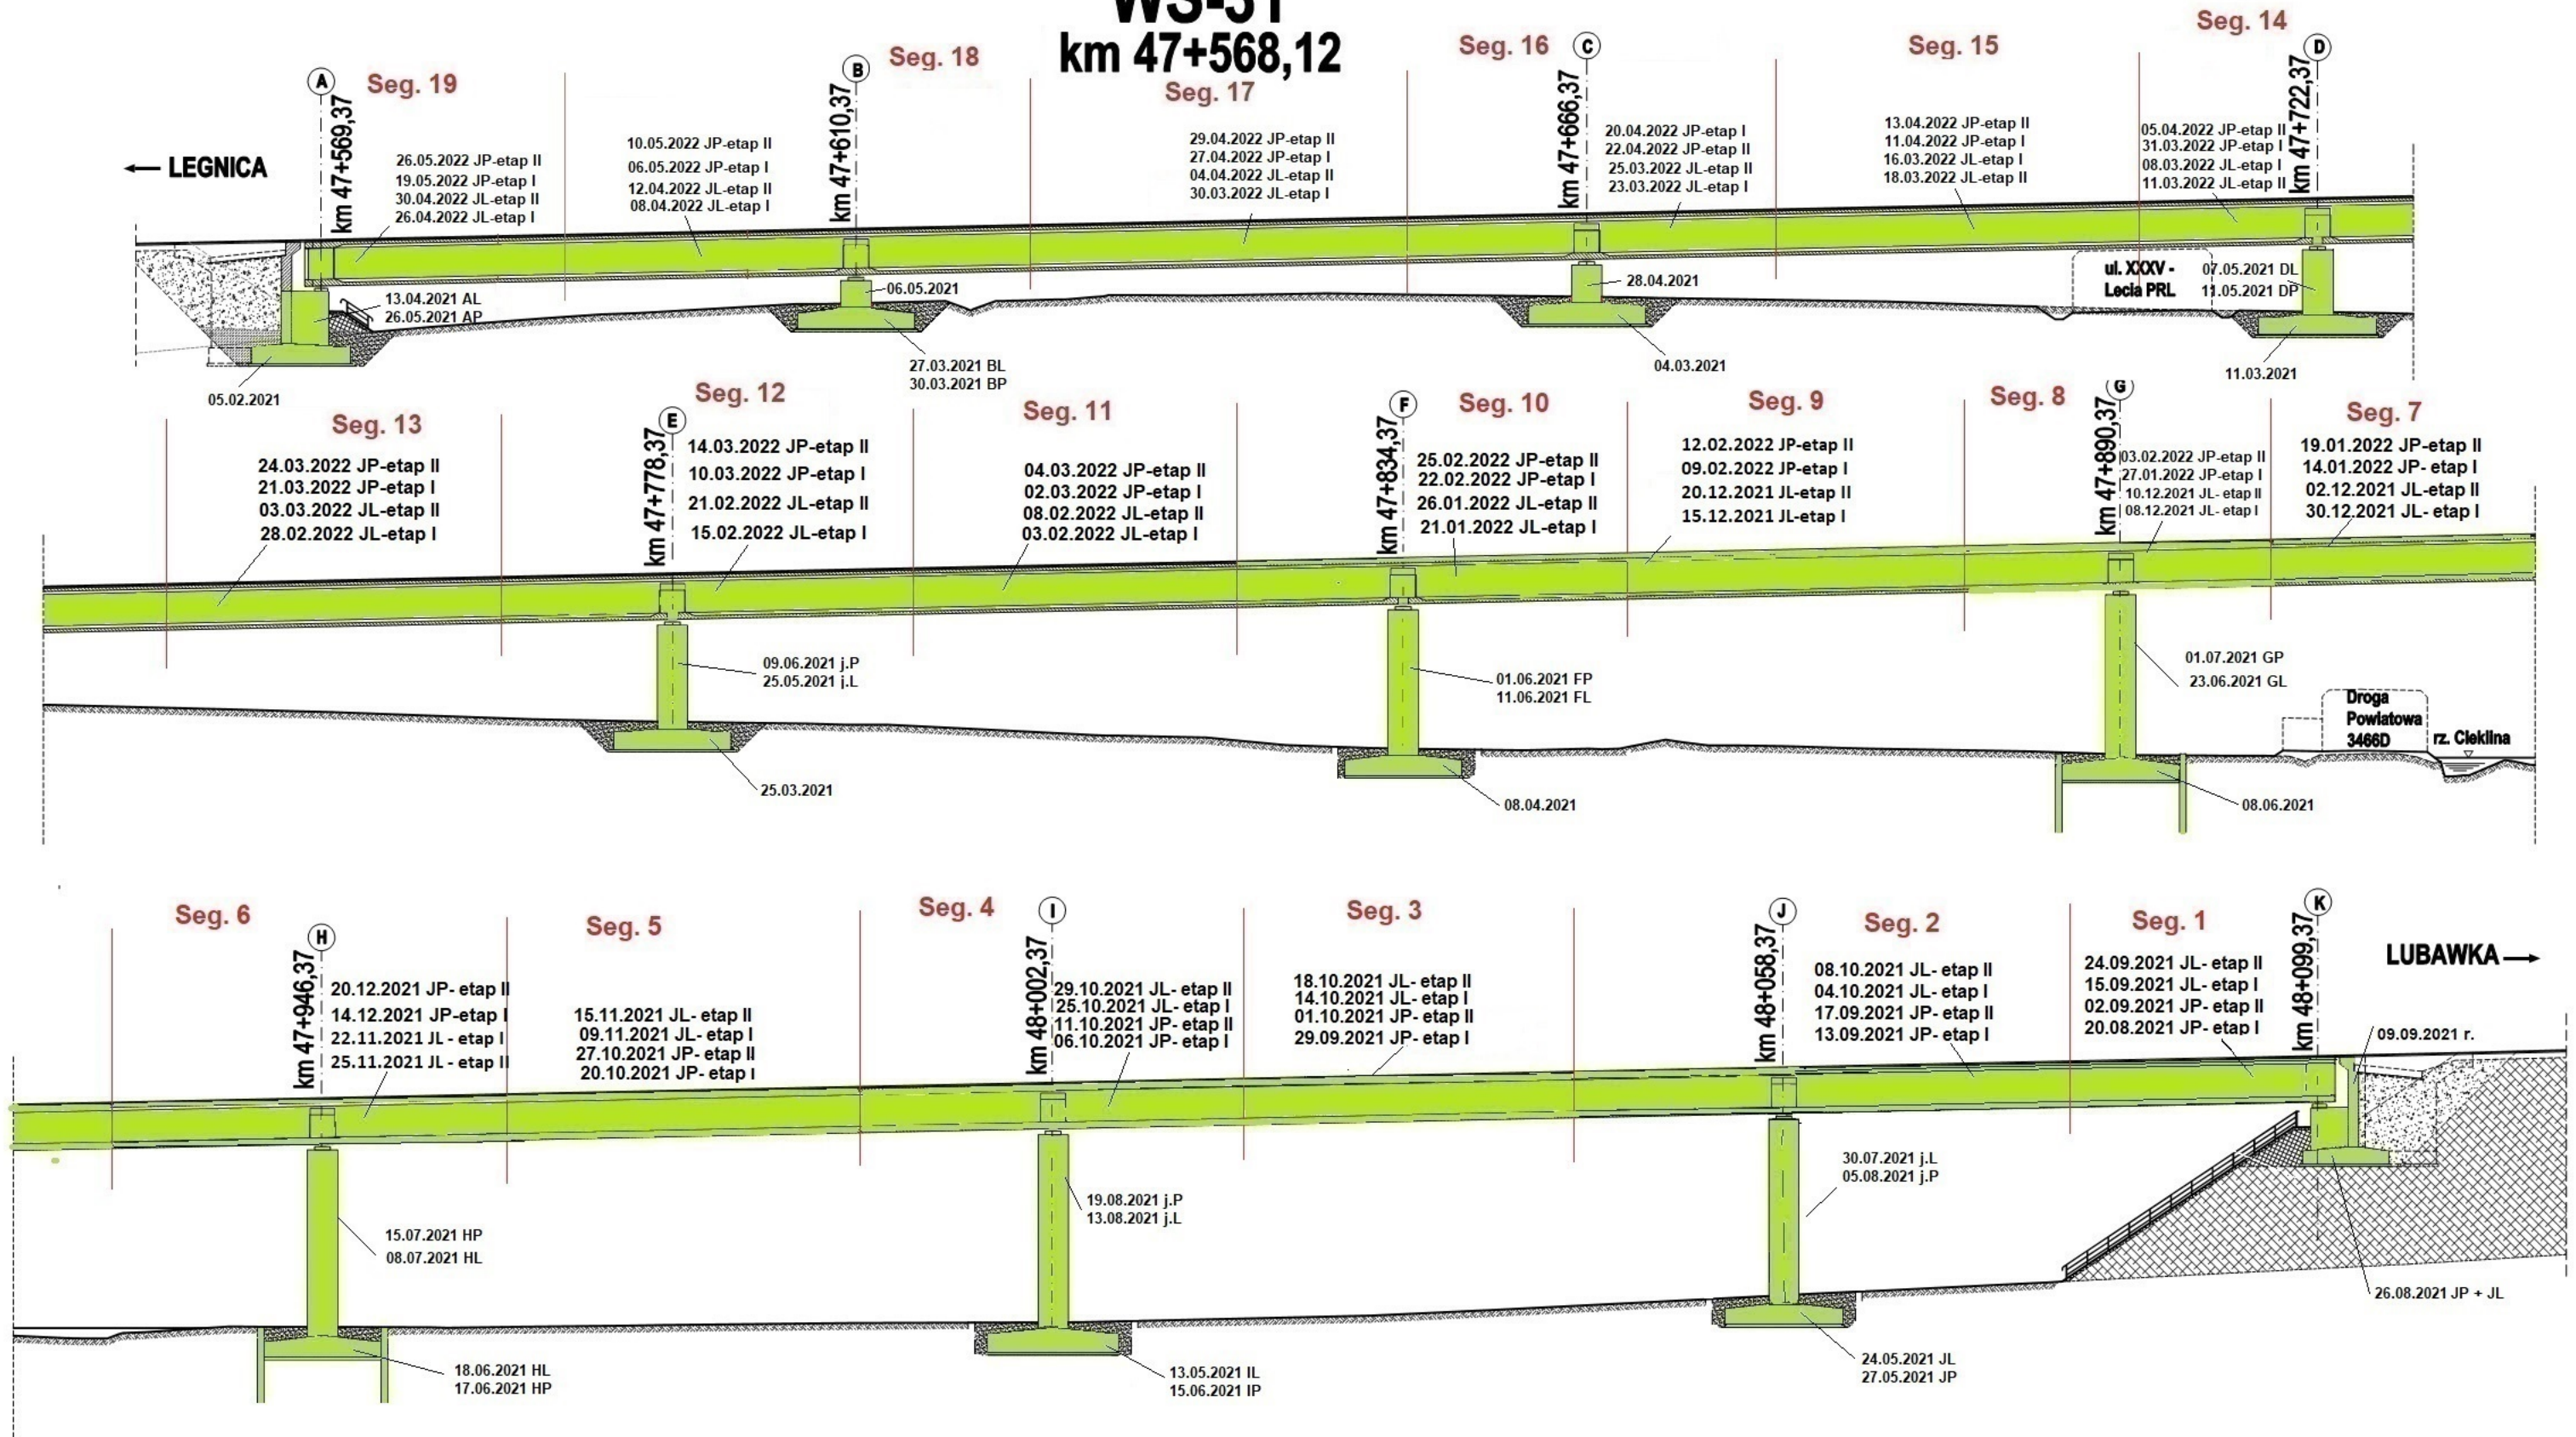 WS-31
km 47+568,12
Seg. 19
Seg. 18
Seg. 17
Seg. 16
Seg. 15
Seg. 14
A
km 47+569,37
B
km 47+610,37
C
km 47+666,37
D
km 47+722,37
← LEGNICA
26.05.2022 JP-etap II
19.05.2022 JP-etap I
30.04.2022 JL-etap II
26.04.2022 JL-etap I
10.05.2022 JP-etap II
06.05.2022 JP-etap I
12.04.2022 JL-etap II
08.04.2022 JL-etap I
29.04.2022 JP-etap II
27.04.2022 JP-etap I
04.04.2022 JL-etap II
30.03.2022 JL-etap I
20.04.2022 JP-etap I
22.04.2022 JP-etap II
25.03.2022 JL-etap II
23.03.2022 JL-etap I
13.04.2022 JP-etap II
11.04.2022 JP-etap I
16.03.2022 JL-etap I
18.03.2022 JL-etap II
05.04.2022 JP-etap II
31.03.2022 JP-etap I
08.03.2022 JL-etap I
11.03.2022 JL-etap II
13.04.2021 AL
26.05.2021 AP
05.02.2021
06.05.2021
27.03.2021 BL
30.03.2021 BP
28.04.2021
04.03.2021
ul. XXXV -
Lecia PRL
07.05.2021 DL
11.05.2021 DP
11.03.2021
Seg. 13
Seg. 12
Seg. 11
Seg. 10
Seg. 9
Seg. 8
Seg. 7
E
km 47+778,37
F
km 47+834,37
G
km 47+890,37
24.03.2022 JP-etap II
21.03.2022 JP-etap I
03.03.2022 JL-etap II
28.02.2022 JL-etap I
14.03.2022 JP-etap II
10.03.2022 JP-etap I
21.02.2022 JL-etap II
15.02.2022 JL-etap I
04.03.2022 JP-etap II
02.03.2022 JP-etap I
08.02.2022 JL-etap II
03.02.2022 JL-etap I
25.02.2022 JP-etap II
22.02.2022 JP-etap I
26.01.2022 JL-etap II
21.01.2022 JL-etap I
12.02.2022 JP-etap II
09.02.2022 JP-etap I
20.12.2021 JL-etap II
15.12.2021 JL-etap I
03.02.2022 JP-etap II
27.01.2022 JP-etap I
10.12.2021 JL- etap II
08.12.2021 JL- etap I
19.01.2022 JP-etap II
14.01.2022 JP- etap I
02.12.2021 JL-etap II
30.12.2021 JL- etap I
09.06.2021 j.P
25.05.2021 j.L
25.03.2021
01.06.2021 FP
11.06.2021 FL
08.04.2021
01.07.2021 GP
23.06.2021 GL
08.06.2021
Droga
Powiatowa
3466D
rz. Cieklina
Seg. 6
Seg. 5
Seg. 4
Seg. 3
Seg. 2
Seg. 1
H
km 47+946,37
I
km 48+002,37
J
km 48+058,37
K
km 48+099,37
LUBAWKA →
20.12.2021 JP- etap II
14.12.2021 JP-etap I
22.11.2021 JL - etap I
25.11.2021 JL - etap II
15.11.2021 JL- etap II
09.11.2021 JL- etap I
27.10.2021 JP- etap II
20.10.2021 JP- etap I
29.10.2021 JL- etap II
25.10.2021 JL- etap I
11.10.2021 JP- etap II
06.10.2021 JP- etap I
18.10.2021 JL- etap II
14.10.2021 JL- etap I
01.10.2021 JP- etap II
29.09.2021 JP- etap I
08.10.2021 JL- etap II
04.10.2021 JL- etap I
17.09.2021 JP- etap II
13.09.2021 JP- etap I
24.09.2021 JL- etap II
15.09.2021 JL- etap I
02.09.2021 JP- etap II
20.08.2021 JP- etap I
09.09.2021 r.
15.07.2021 HP
08.07.2021 HL
18.06.2021 HL
17.06.2021 HP
19.08.2021 j.P
13.08.2021 j.L
13.05.2021 IL
15.06.2021 IP
30.07.2021 j.L
05.08.2021 j.P
24.05.2021 JL
27.05.2021 JP
26.08.2021 JP + JL